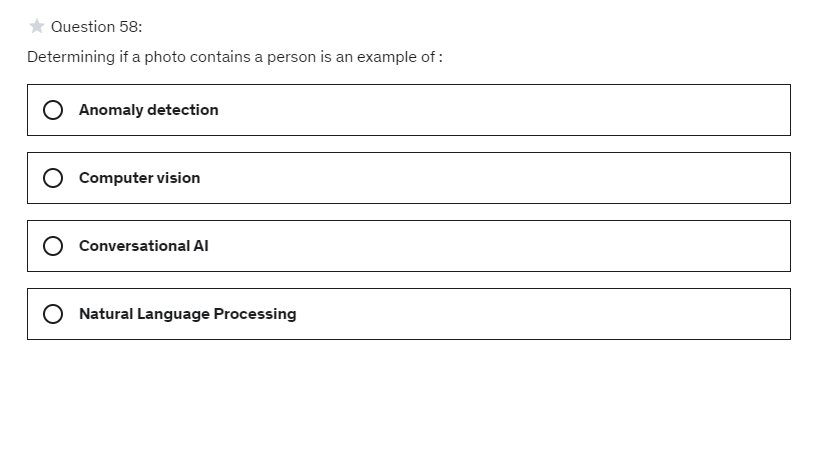 Question 58:
Determining if a photo contains a person is an example of :
Anomaly detection
Computer vision
Conversational AI
Natural Language Processing